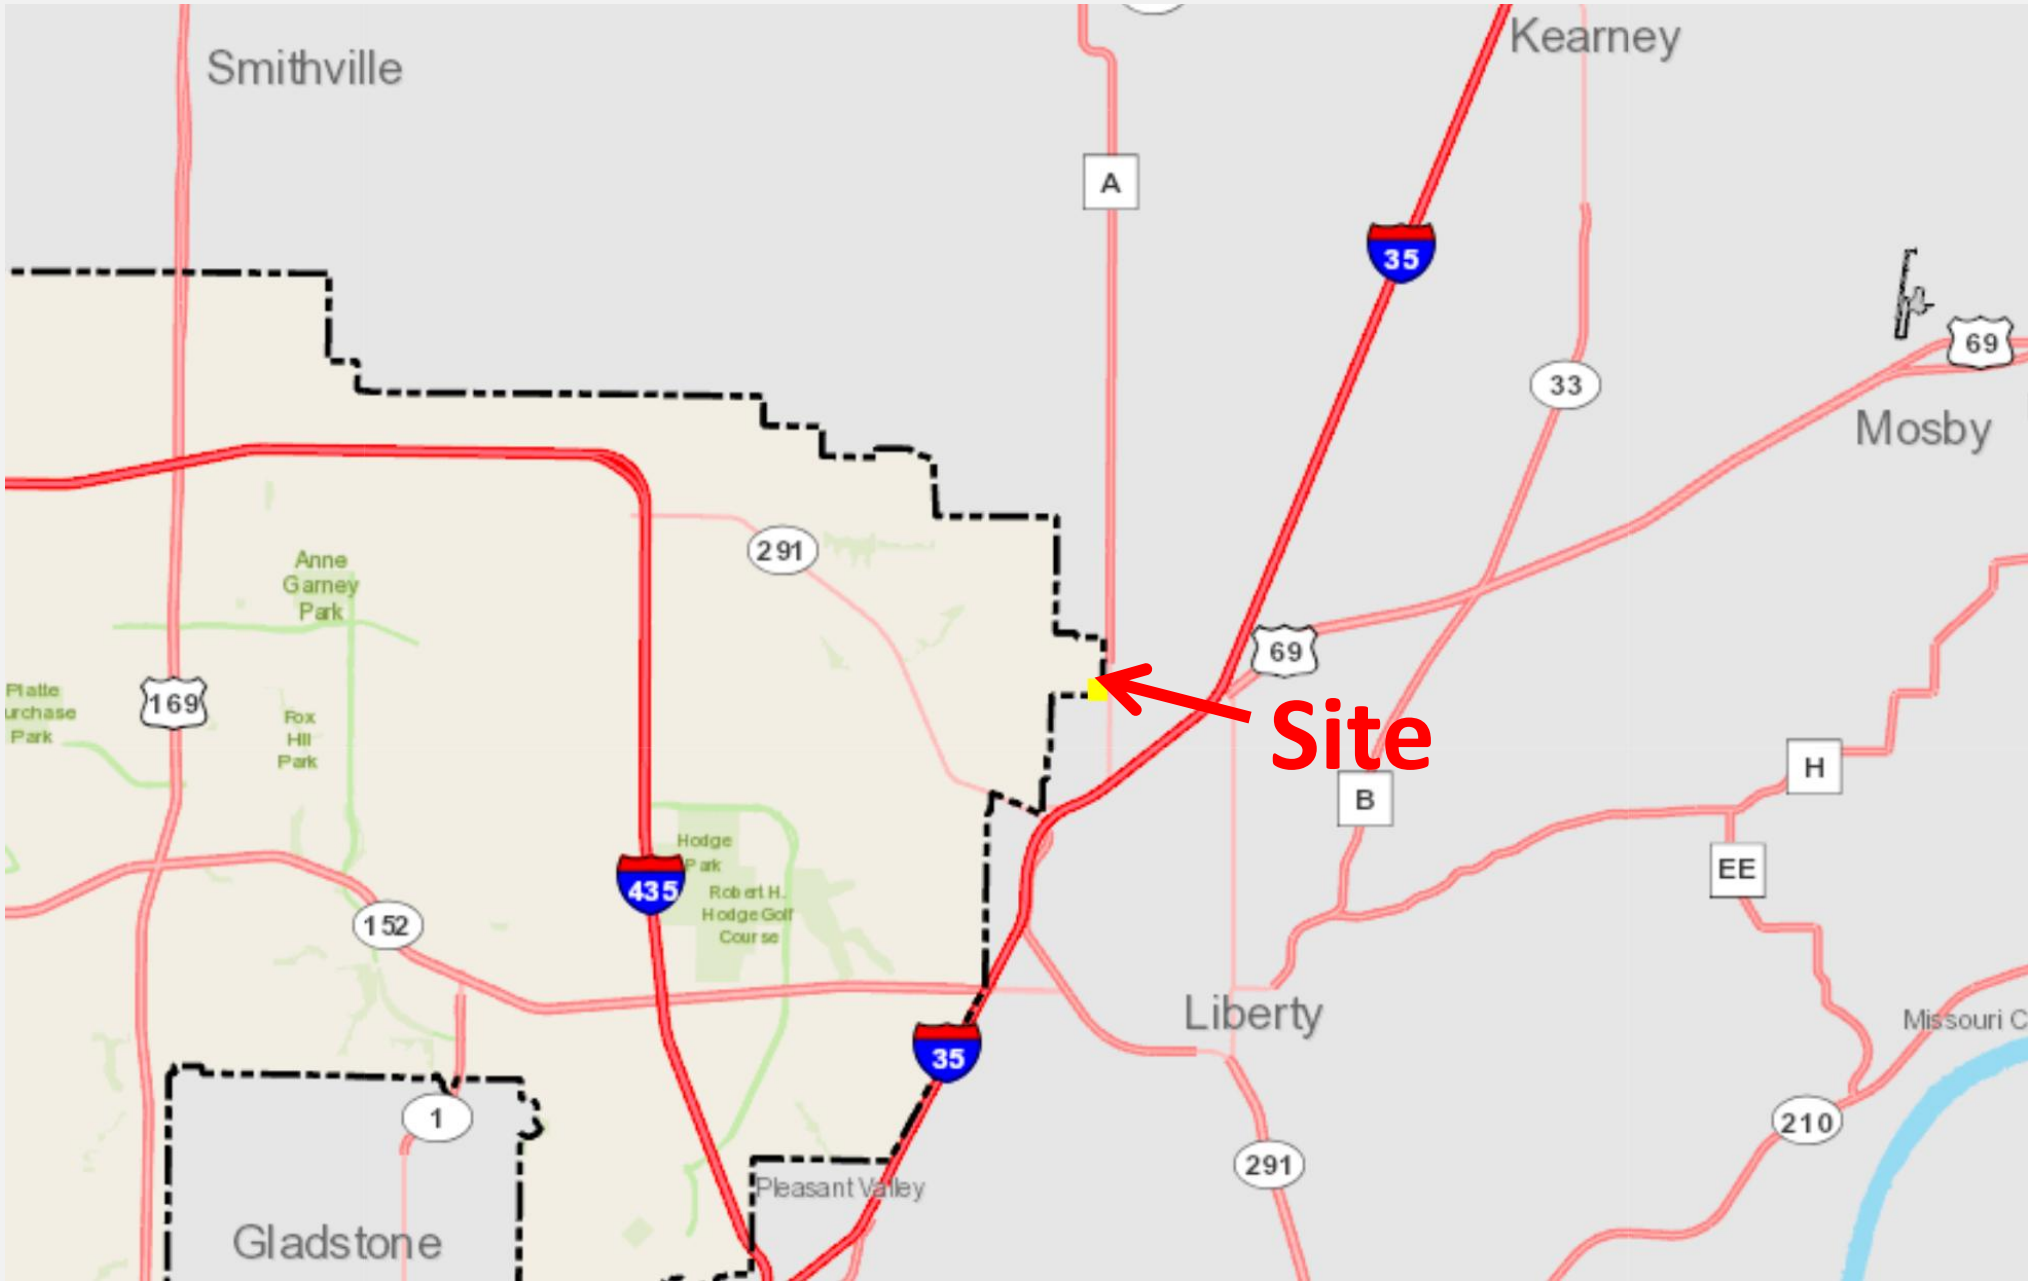 Smithville
Kearney
A
35
69
33
Mosby
291
Anne
Garney
Park
69
Platte
urchase
Park
169
Fox
Hill
Park
Site
H
B
Hodge
Park
EE
435
Robert H.
Hodge Golf
Course
152
Liberty
Missouri C
35
1
210
291
Pleasant Valley
Gladstone